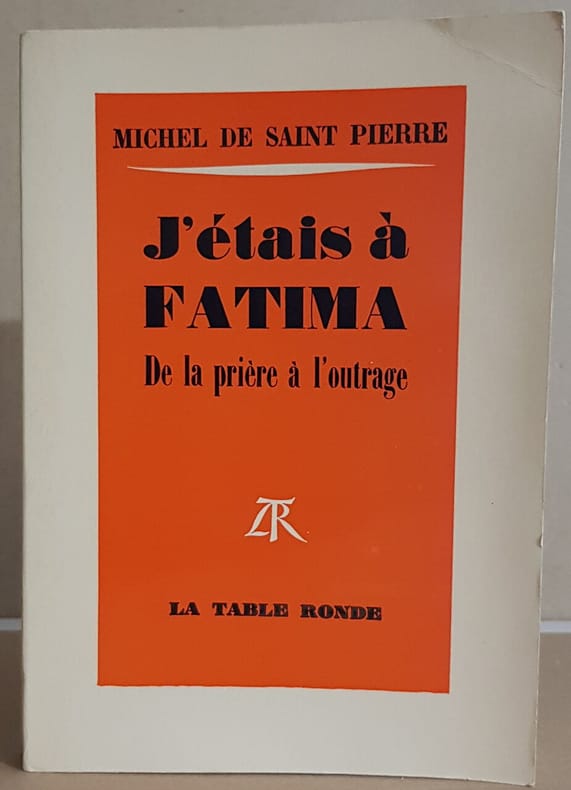 MICHEL DE SAINT PIERRE
J'étais à
FATIMA
De la prière à l'outrage
LTR
LA TABLE RONDE